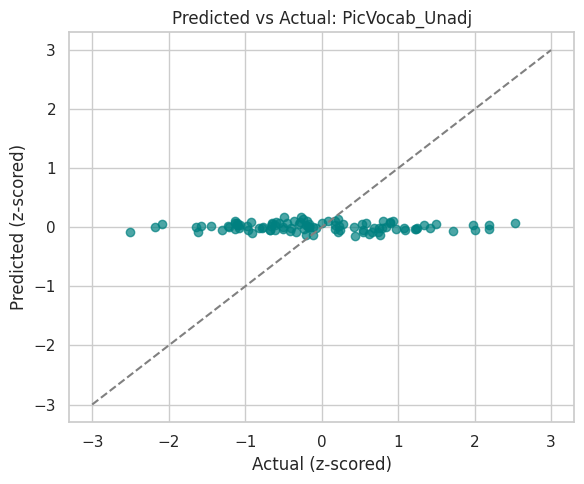 Predicted vs Actual: PicVocab_Unadj
3
2
1
0
−1
−2
−3
Predicted (z-scored)
−3 −2 −1 0 1 2 3
Actual (z-scored)